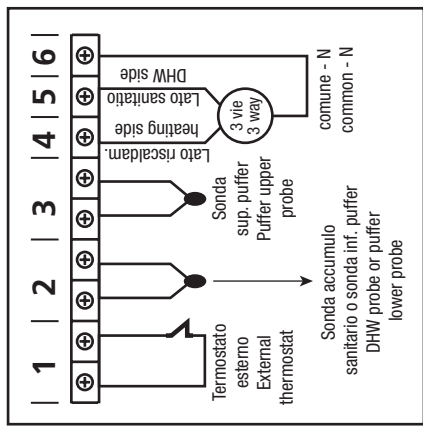 1 2 3 4 5 6
Termostato
esterno
External
thermostat
Sonda accumulo
sanitario o sonda inf. puffer
DHW probe or puffer
lower probe
Sonda
sup. puffer
Puffer upper
probe
Lato riscaldam.
heating side
Lato sanitatio
DHW side
3 vie
3 way
comune - N
common - N